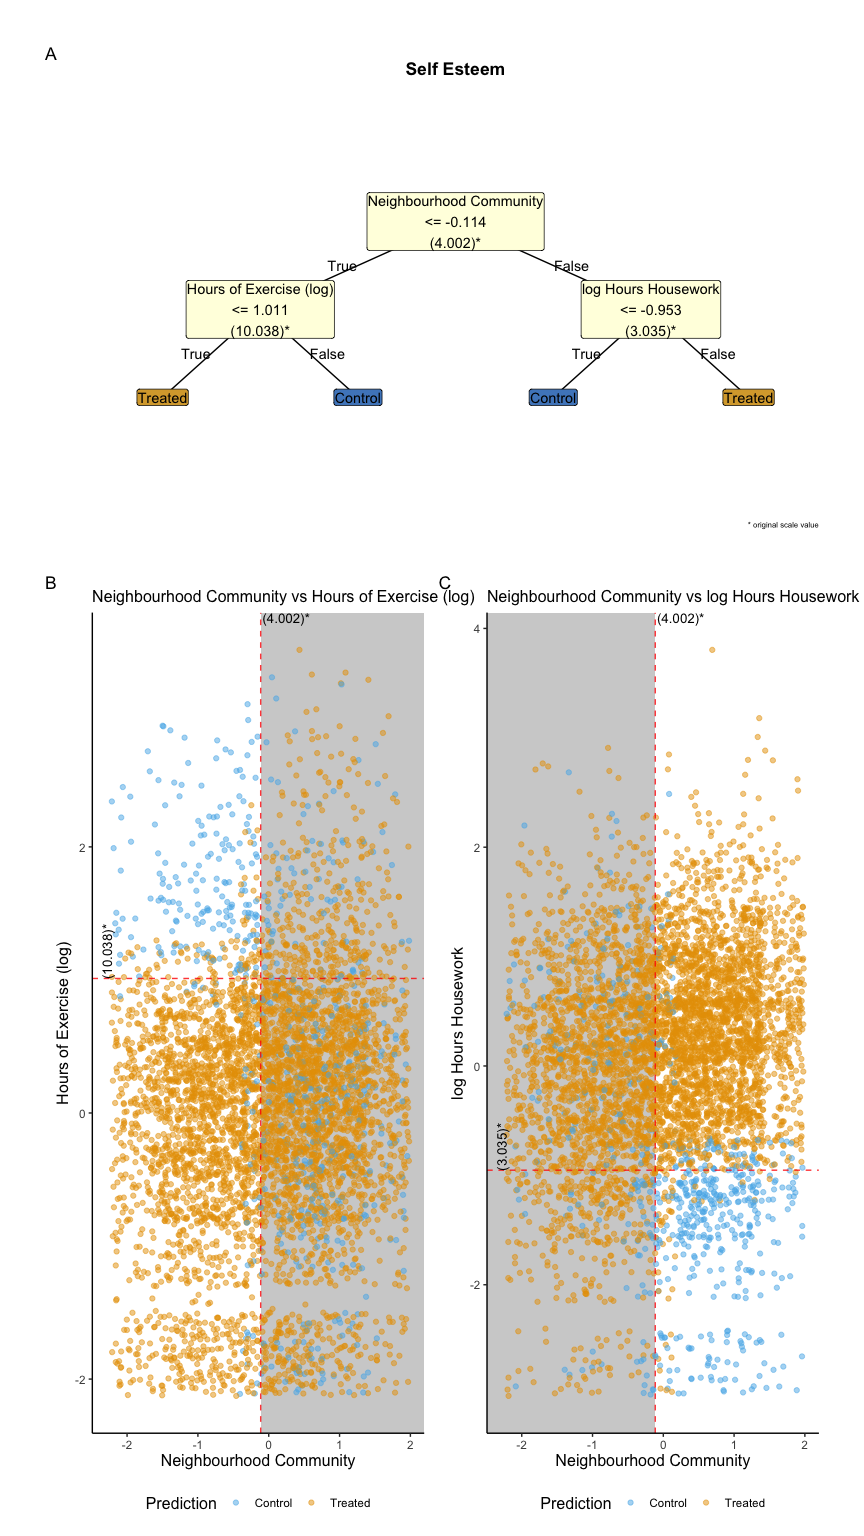 A
Self Esteem
Neighbourhood Community
<= -0.114
(4.002)*
True
False
Hours of Exercise (log)
<= 1.011
(10.038)*
log Hours Housework
<= -0.953
(3.035)*
True
False
True
False
Treated
Control
Control
Treated
* original scale value
B
Neighbourhood Community vs Hours of Exercise (log)
(4.002)*
(10.038)*
Hours of Exercise (log)
2
0
-2
-2
-1
0
1
2
Neighbourhood Community
Prediction
Control
Treated
C
Neighbourhood Community vs log Hours Housework
(4.002)*
(3.035)*
log Hours Housework
4
2
0
-2
-2
-1
0
1
2
Neighbourhood Community
Prediction
Control
Treated